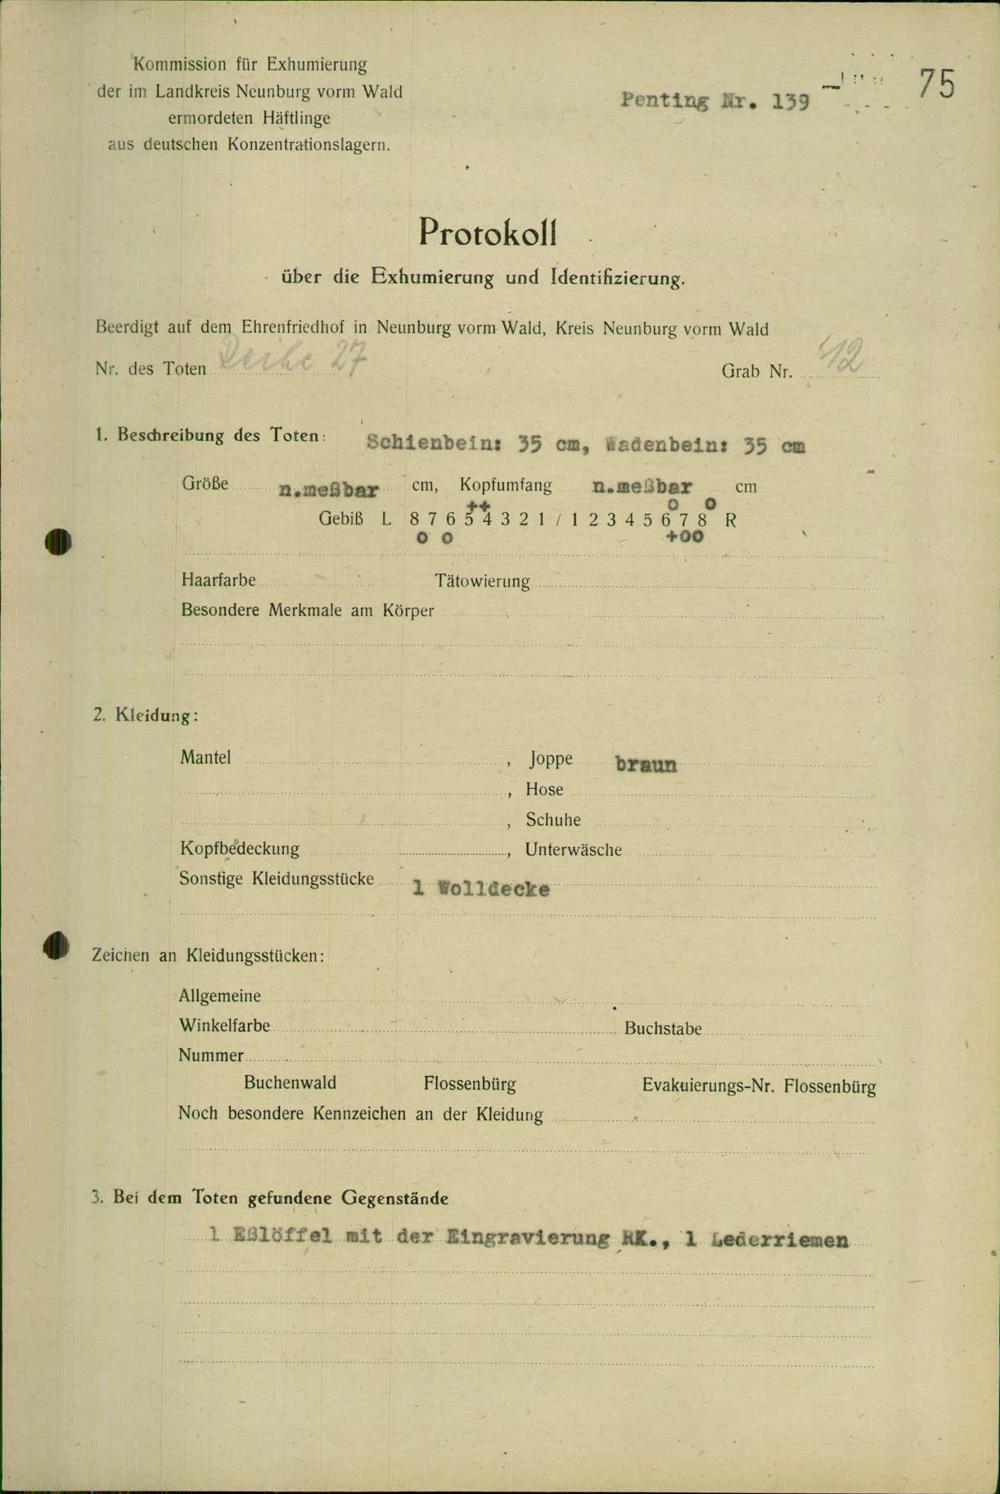 Kommission für Exhumierung
der im Landkreis Neunburg vorm Wald
ermordeten Häftlinge
aus deutschen Konzentrationslagern.
Penting Nr. 139
75
Protokoll
über die Exhumierung und Identifizierung.
Beerdigt auf dem Ehrenfriedhof in Neunburg vorm Wald, Kreis Neunburg vorm Wald
Nr. des Toten Reihe 27 Grab Nr. 42
1. Beschreibung des Toten: Schienbein: 35 cm, Wadenbein: 35 cm
Größe n.meßbar cm, Kopfumfang n.meßbar cm
++ o o
Gebiß L 8 7 6 5 4 3 2 1 / 1 2 3 4 5 6 7 8 R
o o +oo
Haarfarbe Tätowierung
Besondere Merkmale am Körper
2. Kleidung:
Mantel , Joppe braun
, Hose
, Schuhe
Kopfbedeckung , Unterwäsche
Sonstige Kleidungsstücke 1 Wolldecke
Zeichen an Kleidungsstücken:
Allgemeine
Winkelfarbe Buchstabe
Nummer
Buchenwald Flossenbürg Evakuierungs-Nr. Flossenbürg
Noch besondere Kennzeichen an der Kleidung
3. Bei dem Toten gefundene Gegenstände
1 Eßlöffel mit der Eingravierung RK., 1 Lederriemen